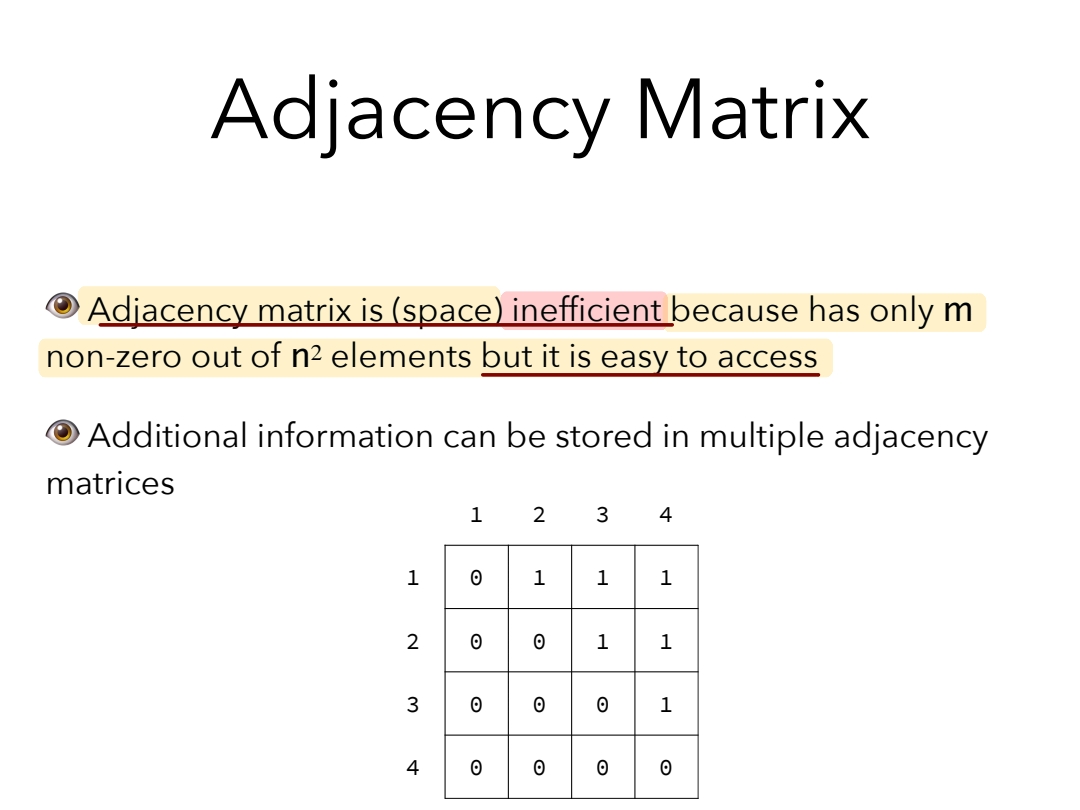 Adjacency Matrix
👁 Adjacency matrix is (space) inefficient because has only m
non-zero out of n² elements but it is easy to access
👁 Additional information can be stored in multiple adjacency
matrices
1 2 3 4
1 0 1 1 1
2 0 0 1 1
3 0 0 0 1
4 0 0 0 0